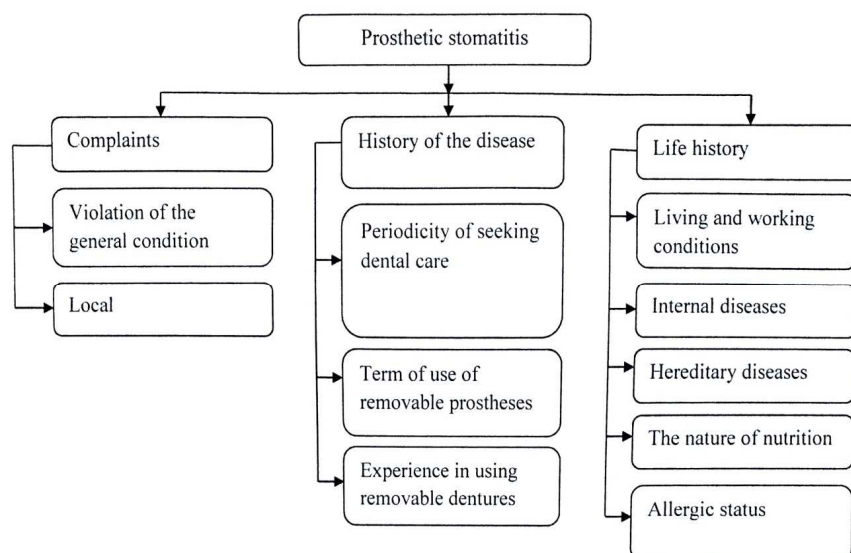 Prosthetic stomatitis
Complaints
Violation of the
general condition
Local
History of the disease
Periodicity of seeking
dental care
Term of use of
removable prostheses
Experience in using
removable dentures
Life history
Living and working
conditions
Internal diseases
Hereditary diseases
The nature of nutrition
Allergic status